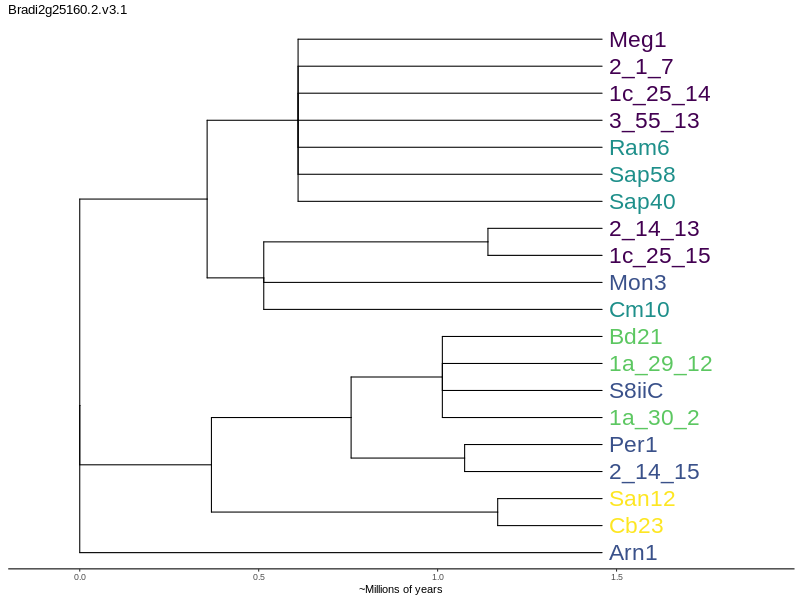 Bradi2g25160.2.v3.1
Meg1
2_1_7
1c_25_14
3_55_13
Ram6
Sap58
Sap40
2_14_13
1c_25_15
Mon3
Cm10
Bd21
1a_29_12
S8iiC
1a_30_2
Per1
2_14_15
San12
Cb23
Arn1
0.0 0.5 1.0 1.5
~Millions of years